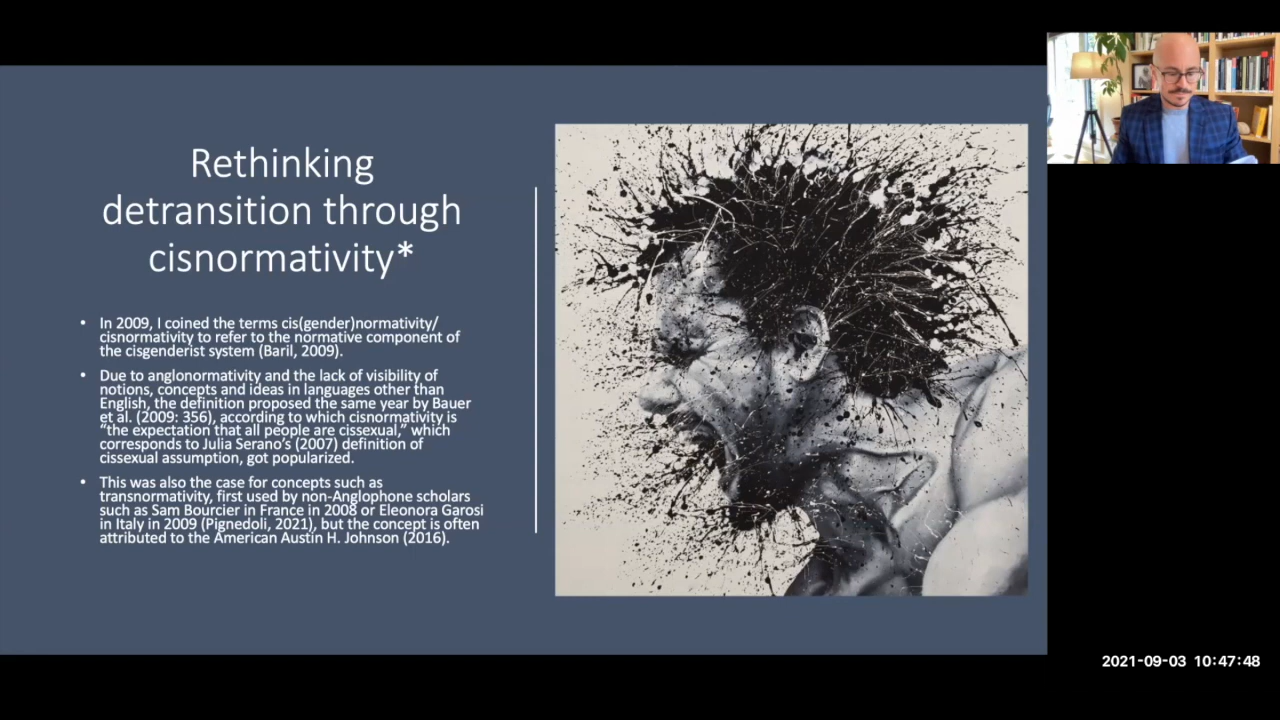 Rethinking
detransition through
cisnormativity*
• In 2009, I coined the terms cis(gender)normativity/
cisnormativity to refer to the normative component of
the cisgenderist system (Baril, 2009).
• Due to anglonormativity and the lack of visibility of
notions, concepts and ideas in languages other than
English, the definition proposed the same year by Bauer
et al. (2009: 356), according to which cisnormativity is
“the expectation that all people are cissexual,” which
corresponds to Julia Serano’s (2007) definition of
cissexual assumption, got popularized.
• This was also the case for concepts such as
transnormativity, first used by non-Anglophone scholars
such as Sam Bourcier in France in 2008 or Eleonora Garosi
in Italy in 2009 (Pignedoli, 2021), but the concept is often
attributed to the American Austin H. Johnson (2016).
2021-09-03 10:47:48